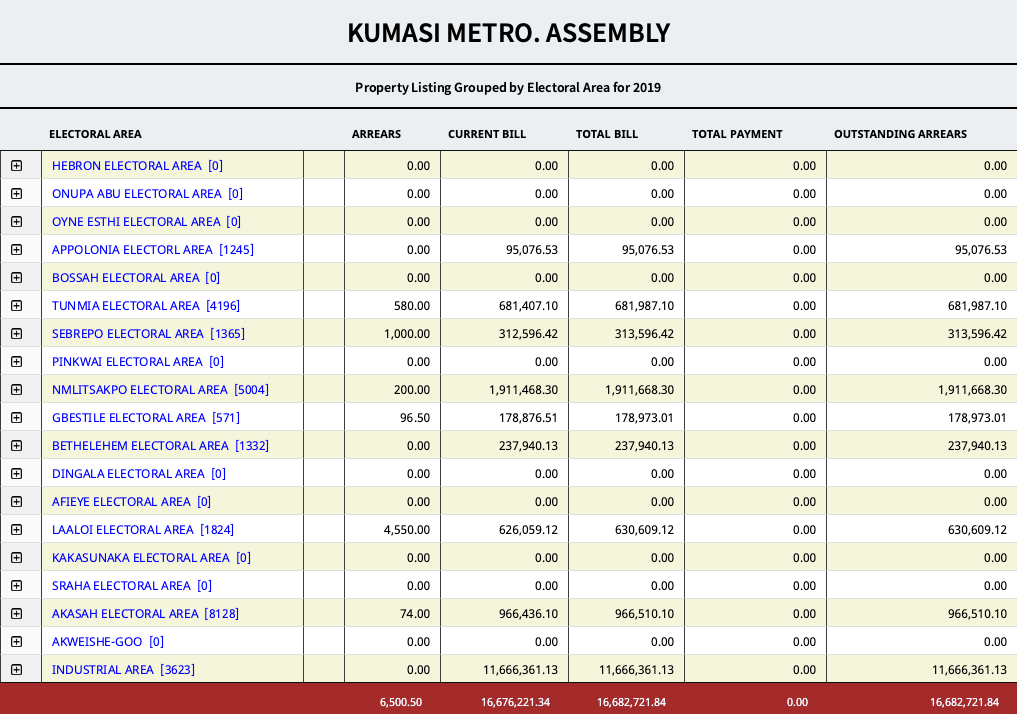 KUMASI METRO. ASSEMBLY
Property Listing Grouped by Electoral Area for 2019
ELECTORAL AREA ARREARS CURRENT BILL TOTAL BILL TOTAL PAYMENT OUTSTANDING ARREARS
HEBRON ELECTORAL AREA [0] 0.00 0.00 0.00 0.00 0.00
ONUPA ABU ELECTORAL AREA [0] 0.00 0.00 0.00 0.00 0.00
OYNE ESTHI ELECTORAL AREA [0] 0.00 0.00 0.00 0.00 0.00
APPOLONIA ELECTORL AREA [1245] 0.00 95,076.53 95,076.53 0.00 95,076.53
BOSSAH ELECTORAL AREA [0] 0.00 0.00 0.00 0.00 0.00
TUNMIA ELECTORAL AREA [4196] 580.00 681,407.10 681,987.10 0.00 681,987.10
SEBREPO ELECTORAL AREA [1365] 1,000.00 312,596.42 313,596.42 0.00 313,596.42
PINKWAI ELECTORAL AREA [0] 0.00 0.00 0.00 0.00 0.00
NMLITSAKPO ELECTORAL AREA [5004] 200.00 1,911,468.30 1,911,668.30 0.00 1,911,668.30
GBESTILE ELECTORAL AREA [571] 96.50 178,876.51 178,973.01 0.00 178,973.01
BETHELEHEM ELECTORAL AREA [1332] 0.00 237,940.13 237,940.13 0.00 237,940.13
DINGALA ELECTORAL AREA [0] 0.00 0.00 0.00 0.00 0.00
AFIEYE ELECTORAL AREA [0] 0.00 0.00 0.00 0.00 0.00
LAALOI ELECTORAL AREA [1824] 4,550.00 626,059.12 630,609.12 0.00 630,609.12
KAKASUNAKA ELECTORAL AREA [0] 0.00 0.00 0.00 0.00 0.00
SRAHA ELECTORAL AREA [0] 0.00 0.00 0.00 0.00 0.00
AKASAH ELECTORAL AREA [8128] 74.00 966,436.10 966,510.10 0.00 966,510.10
AKWEISHE-GOO [0] 0.00 0.00 0.00 0.00 0.00
INDUSTRIAL AREA [3623] 0.00 11,666,361.13 11,666,361.13 0.00 11,666,361.13
6,500.50 16,676,221.34 16,682,721.84 0.00 16,682,721.84